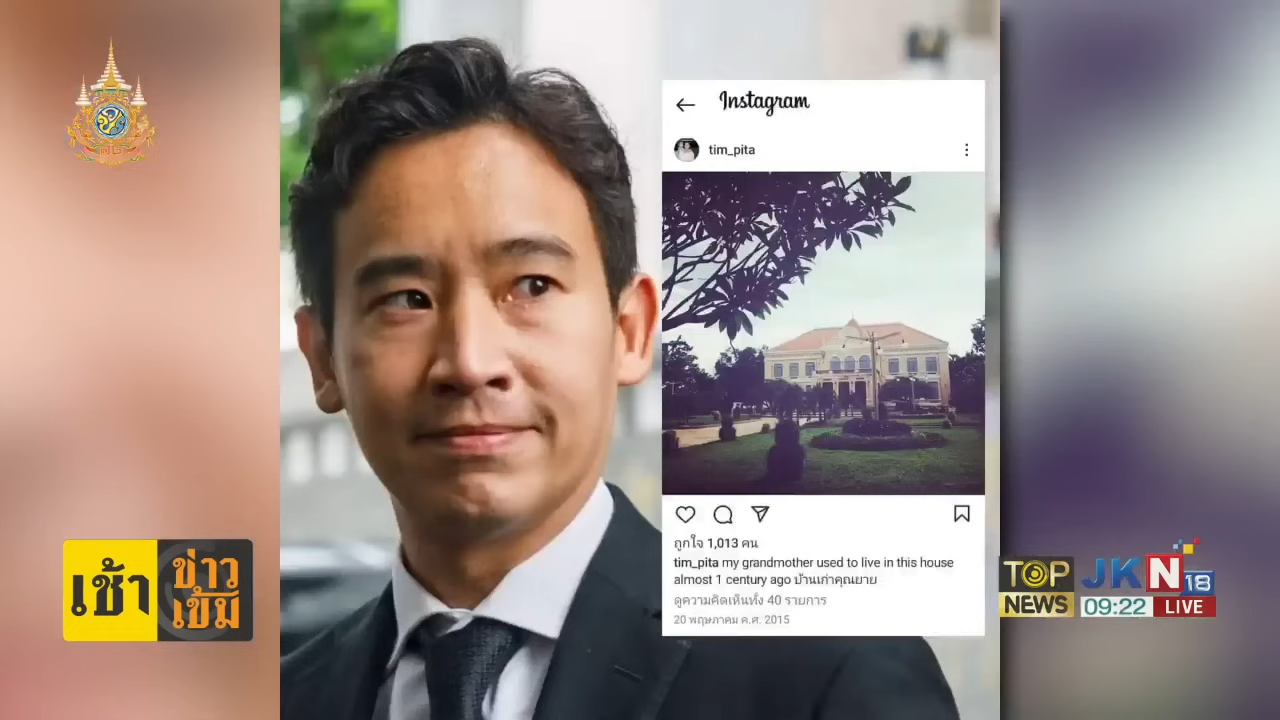 Instagram
tim_pita
ถูกใจ 1,013 คน
tim_pita my grandmother used to live in this house
almost 1 century ago บ้านเก่าคุณยาย
ดูความคิดเห็นทั้ง 40 รายการ
20 พฤษภาคม ค.ศ. 2015
เช้า
ข่าว
เข้ม
TOP
NEWS
JKN18
09:22 LIVE